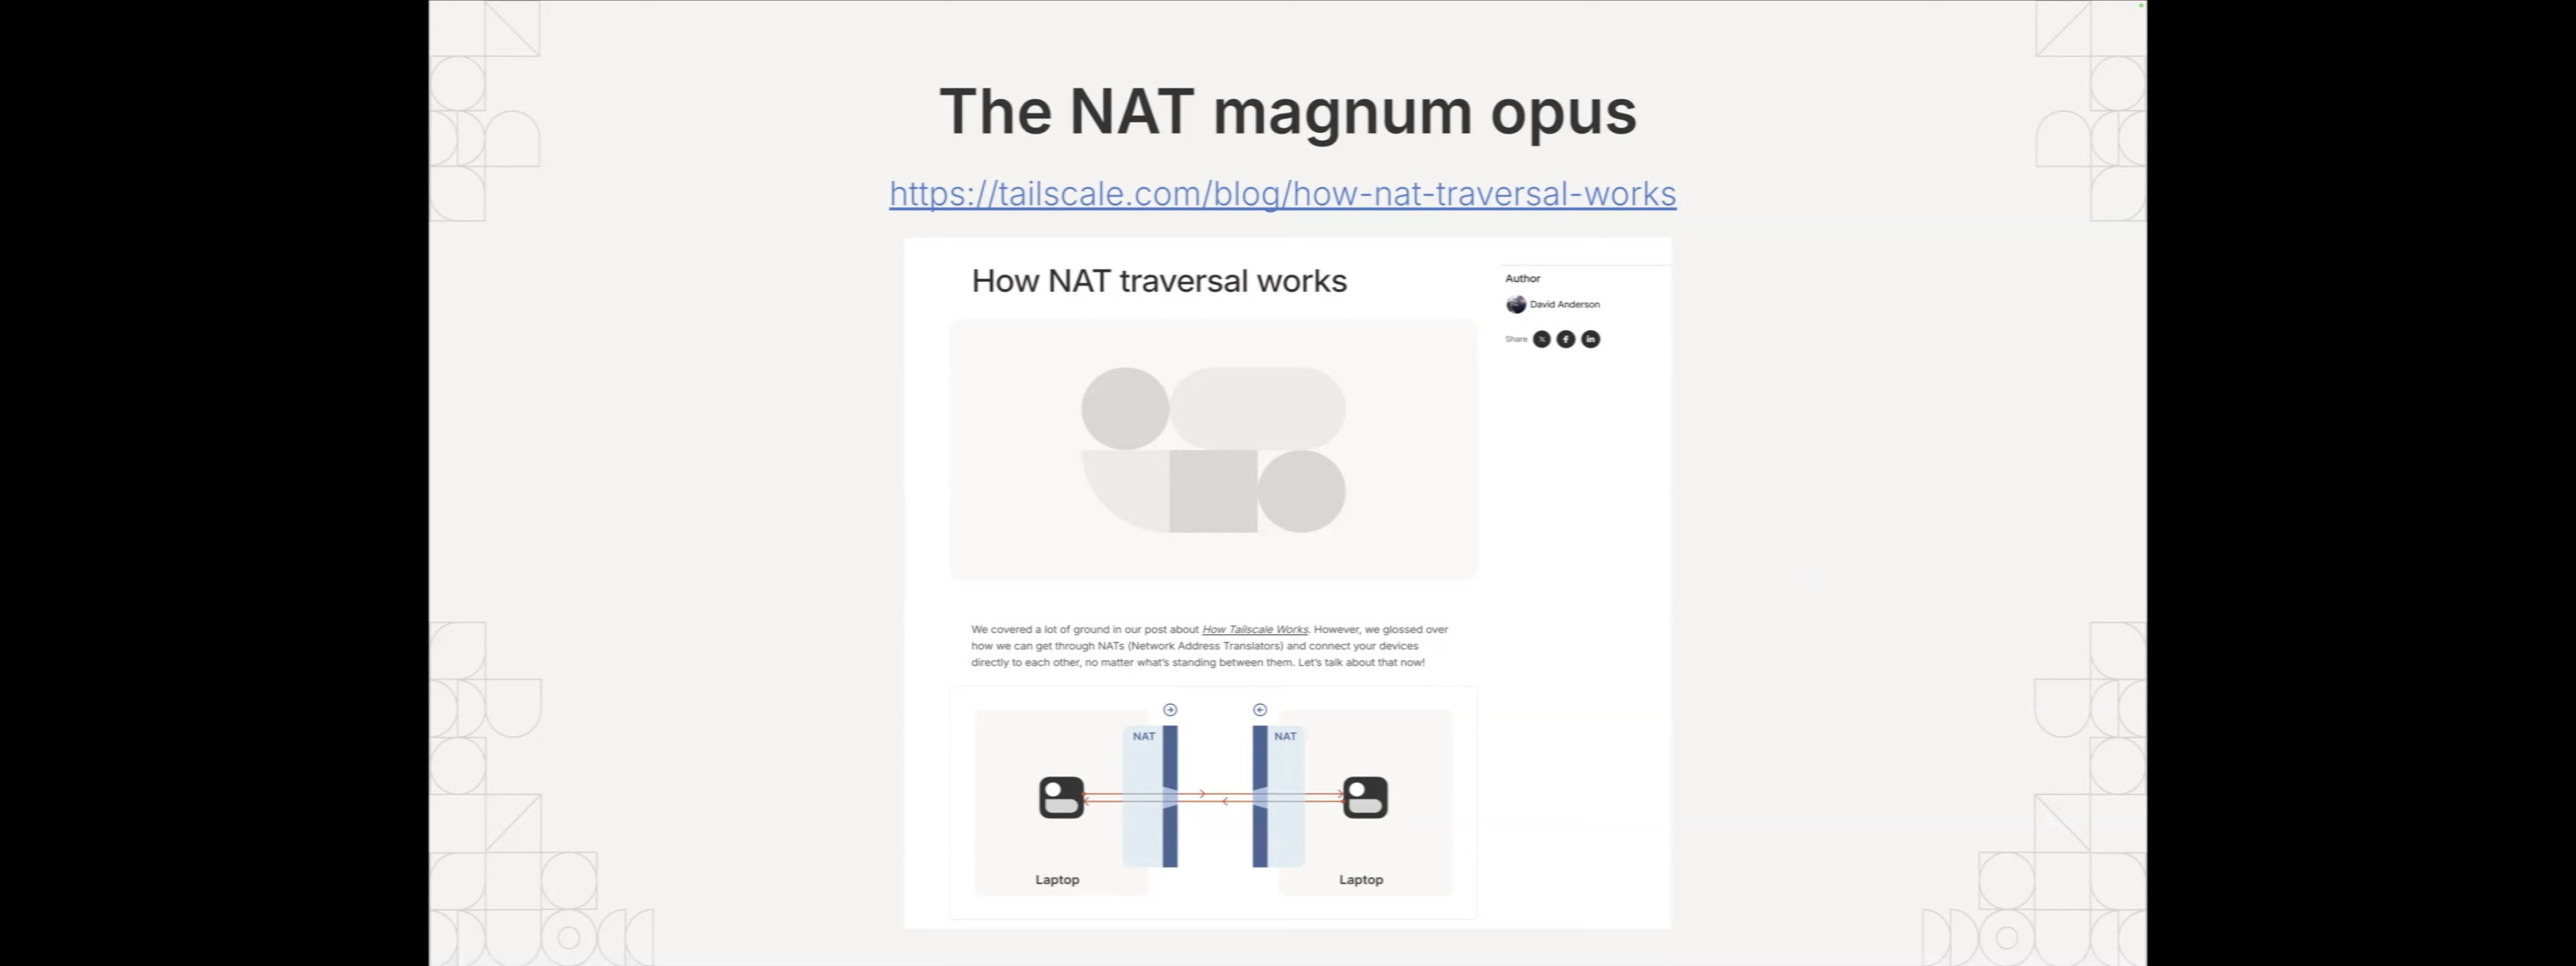 The NAT magnum opus
https://tailscale.com/blog/how-nat-traversal-works
How NAT traversal works
Author
David Anderson
Share
We covered a lot of ground in our post about How Tailscale Works. However, we glossed over
how we can get through NATs (Network Address Translators) and connect your devices
directly to each other, no matter what's standing between them. Let's talk about that now!
NAT
NAT
Laptop
Laptop